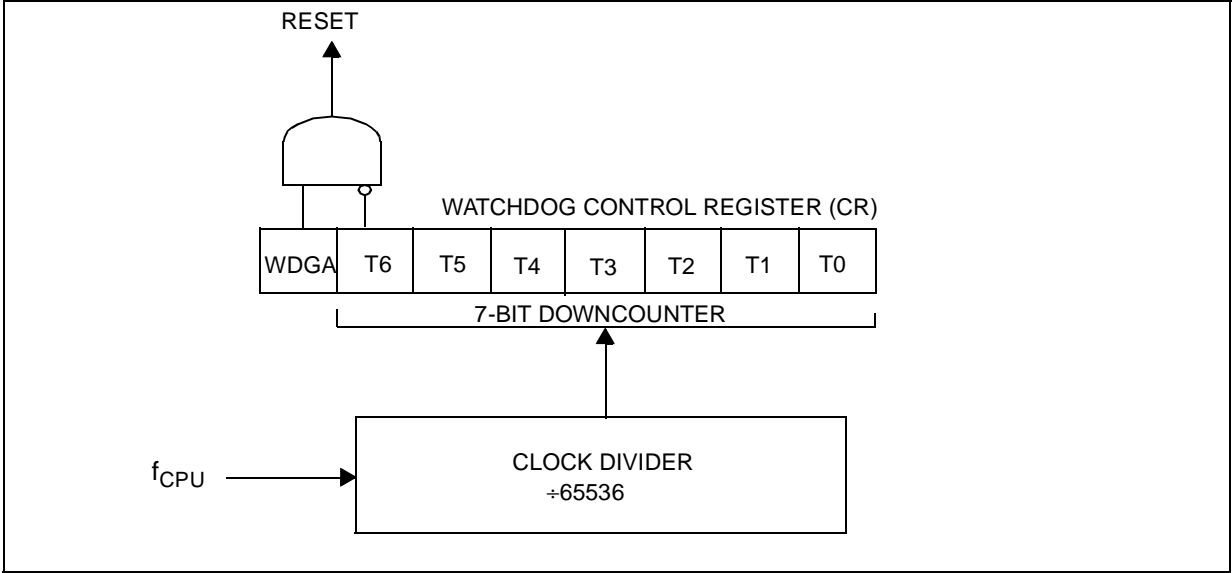 RESET
WATCHDOG CONTROL REGISTER (CR)
WDGA T6 T5 T4 T3 T2 T1 T0
7-BIT DOWNCOUNTER
fCPU
CLOCK DIVIDER
÷65536